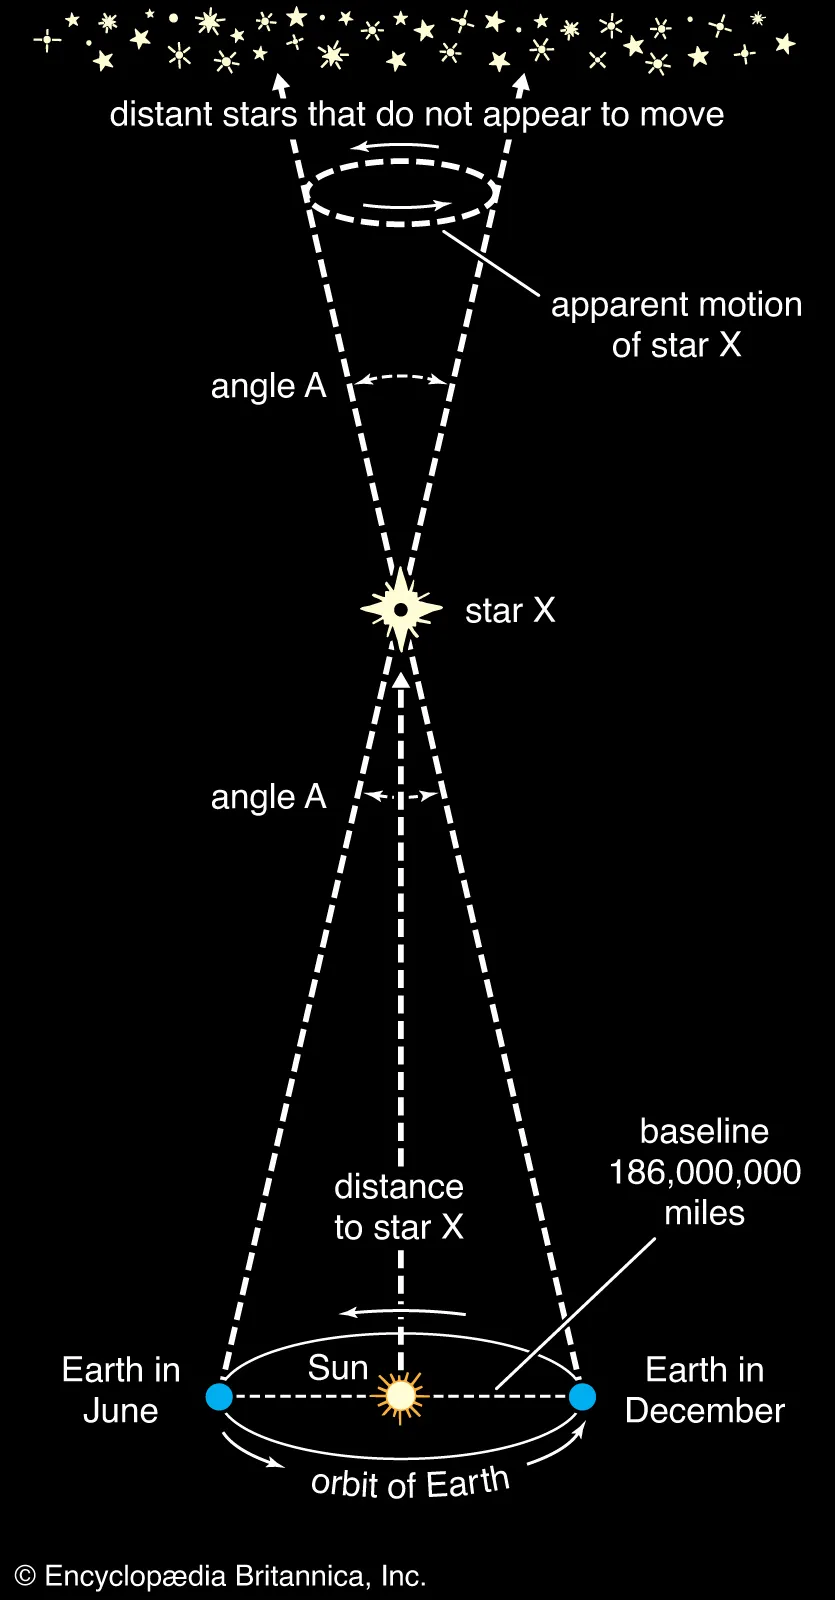 distant stars that do not appear to move
apparent motion
of star X
angle A
star X
angle A
baseline
186,000,000
miles
distance
to star X
Sun
Earth in
June
Earth in
December
orbit of Earth
© Encyclopædia Britannica, Inc.